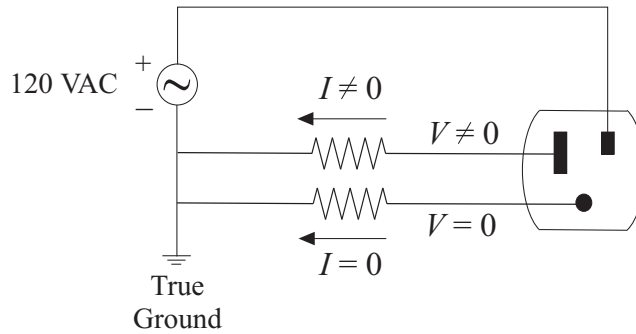 +
120 VAC
−
I ≠ 0
V ≠ 0
V = 0
I = 0
True
Ground